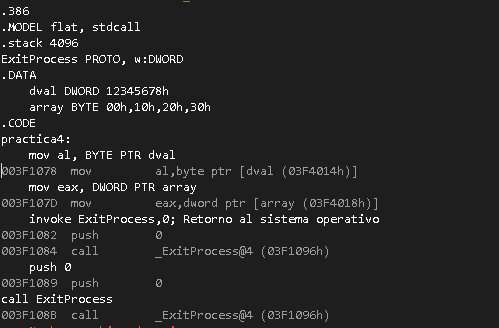 .386
.MODEL flat, stdcall
.stack 4096
ExitProcess PROTO, w:DWORD
.DATA
    dval DWORD 12345678h
    array BYTE 00h,10h,20h,30h
.CODE
practica4:
    mov al, BYTE PTR dval
003F1078  mov         al,byte ptr [dval (03F4014h)]
    mov eax, DWORD PTR array
003F107D  mov         eax,dword ptr [array (03F4018h)]
    invoke ExitProcess,0; Retorno al sistema operativo
003F1082  push        0
003F1084  call        _ExitProcess@4 (03F1096h)
    push 0
003F1089  push        0
call ExitProcess
003F108B  call        _ExitProcess@4 (03F1096h)